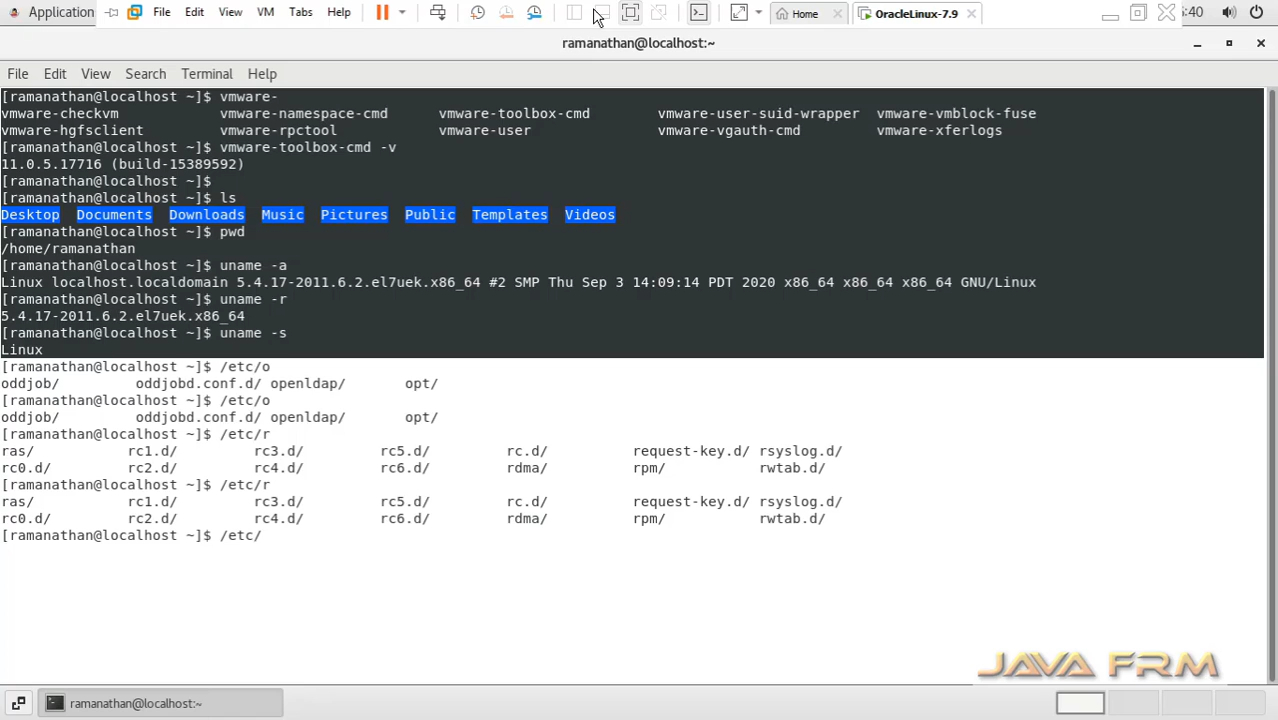 Application File Edit View VM Tabs Help Home OracleLinux-7.9 :40
ramanathan@localhost:~
File Edit View Search Terminal Help
[ramanathan@localhost ~]$ vmware-
vmware-checkvm vmware-namespace-cmd vmware-toolbox-cmd vmware-user-suid-wrapper vmware-vmblock-fuse
vmware-hgfsclient vmware-rpctool vmware-user vmware-vgauth-cmd vmware-xferlogs
[ramanathan@localhost ~]$ vmware-toolbox-cmd -v
11.0.5.17716 (build-15389592)
[ramanathan@localhost ~]$
[ramanathan@localhost ~]$ ls
Desktop Documents Downloads Music Pictures Public Templates Videos
[ramanathan@localhost ~]$ pwd
/home/ramanathan
[ramanathan@localhost ~]$ uname -a
Linux localhost.localdomain 5.4.17-2011.6.2.el7uek.x86_64 #2 SMP Thu Sep 3 14:09:14 PDT 2020 x86_64 x86_64 x86_64 GNU/Linux
[ramanathan@localhost ~]$ uname -r
5.4.17-2011.6.2.el7uek.x86_64
[ramanathan@localhost ~]$ uname -s
Linux
[ramanathan@localhost ~]$ /etc/o
oddjob/ oddjobd.conf.d/ openldap/ opt/
[ramanathan@localhost ~]$ /etc/o
oddjob/ oddjobd.conf.d/ openldap/ opt/
[ramanathan@localhost ~]$ /etc/r
ras/ rc1.d/ rc3.d/ rc5.d/ rc.d/ request-key.d/ rsyslog.d/
rc0.d/ rc2.d/ rc4.d/ rc6.d/ rdma/ rpm/ rwtab.d/
[ramanathan@localhost ~]$ /etc/r
ras/ rc1.d/ rc3.d/ rc5.d/ rc.d/ request-key.d/ rsyslog.d/
rc0.d/ rc2.d/ rc4.d/ rc6.d/ rdma/ rpm/ rwtab.d/
[ramanathan@localhost ~]$ /etc/
JAVA FRM
ramanathan@localhost:~